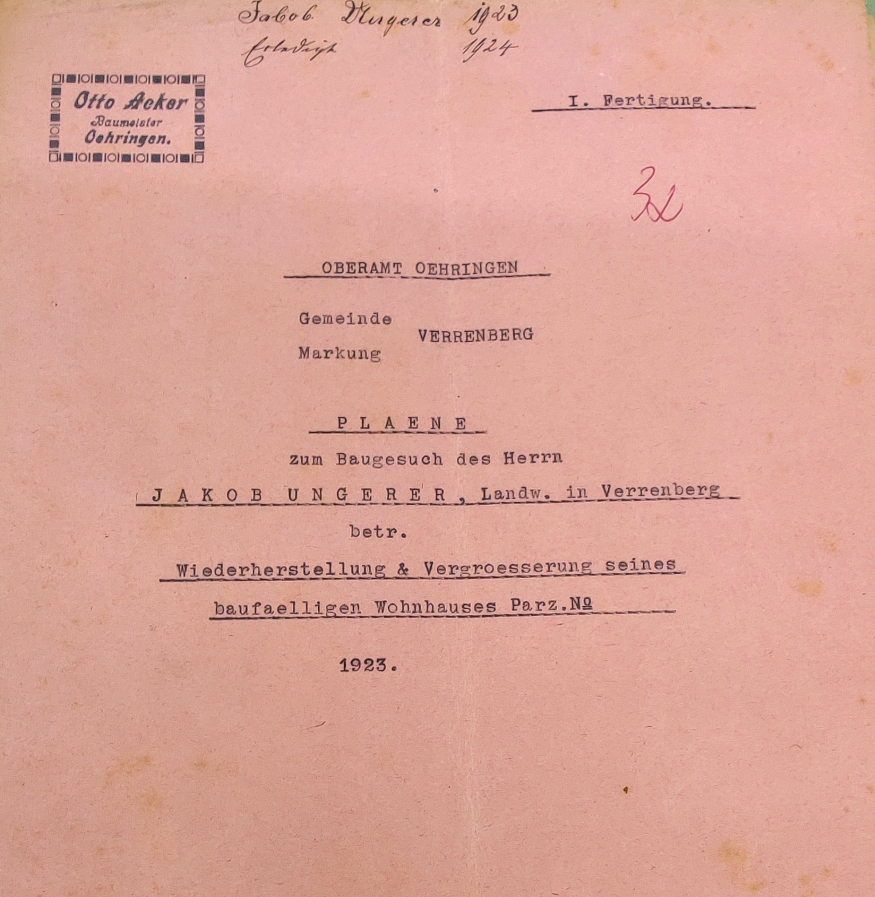 Jakob Ungerer 1923
Erledigt 1924
Otto Acker
Baumeister
Oehringen.
I. Fertigung.
OBERAMT OEHRINGEN
Gemeinde
VERRENBERG
Markung
PLAENE
zum Baugesuch des Herrn
JAKOB UNGERER, Landw. in Verrenberg
betr.
Wiederherstellung & Vergroesserung seines
baufaelligen Wohnhauses Parz.No
1923.